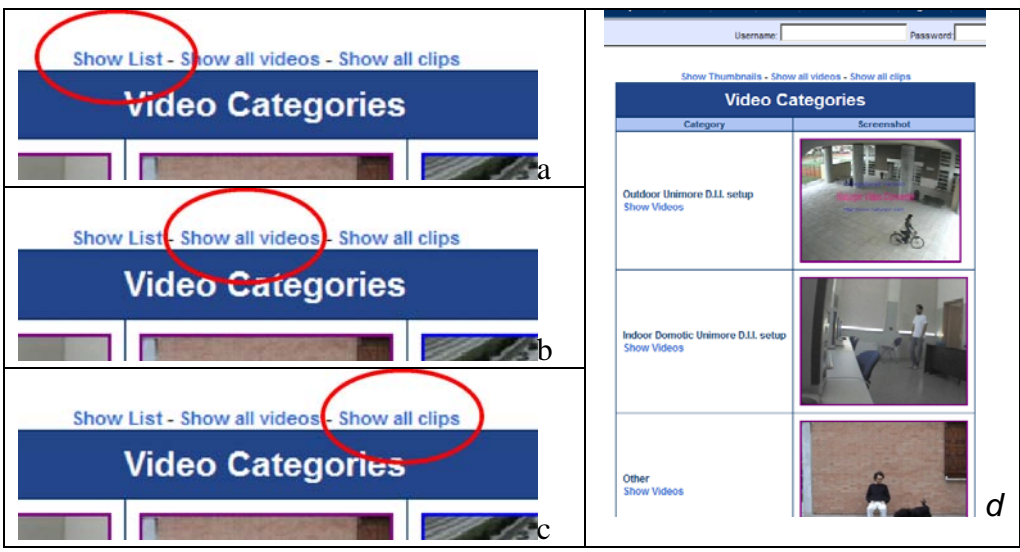 Show List - Show all videos - Show all clips
Video Categories
a
Show List - Show all videos - Show all clips
Video Categories
b
Show List - Show all videos - Show all clips
Video Categories
c
Username: Password:
Show Thumbnails - Show all videos - Show all clips
Video Categories
Category Screenshot
Outdoor Unimore D.I.I. setup
Show Videos
Indoor Domotic Unimore D.I.I. setup
Show Videos
Other
Show Videos
d